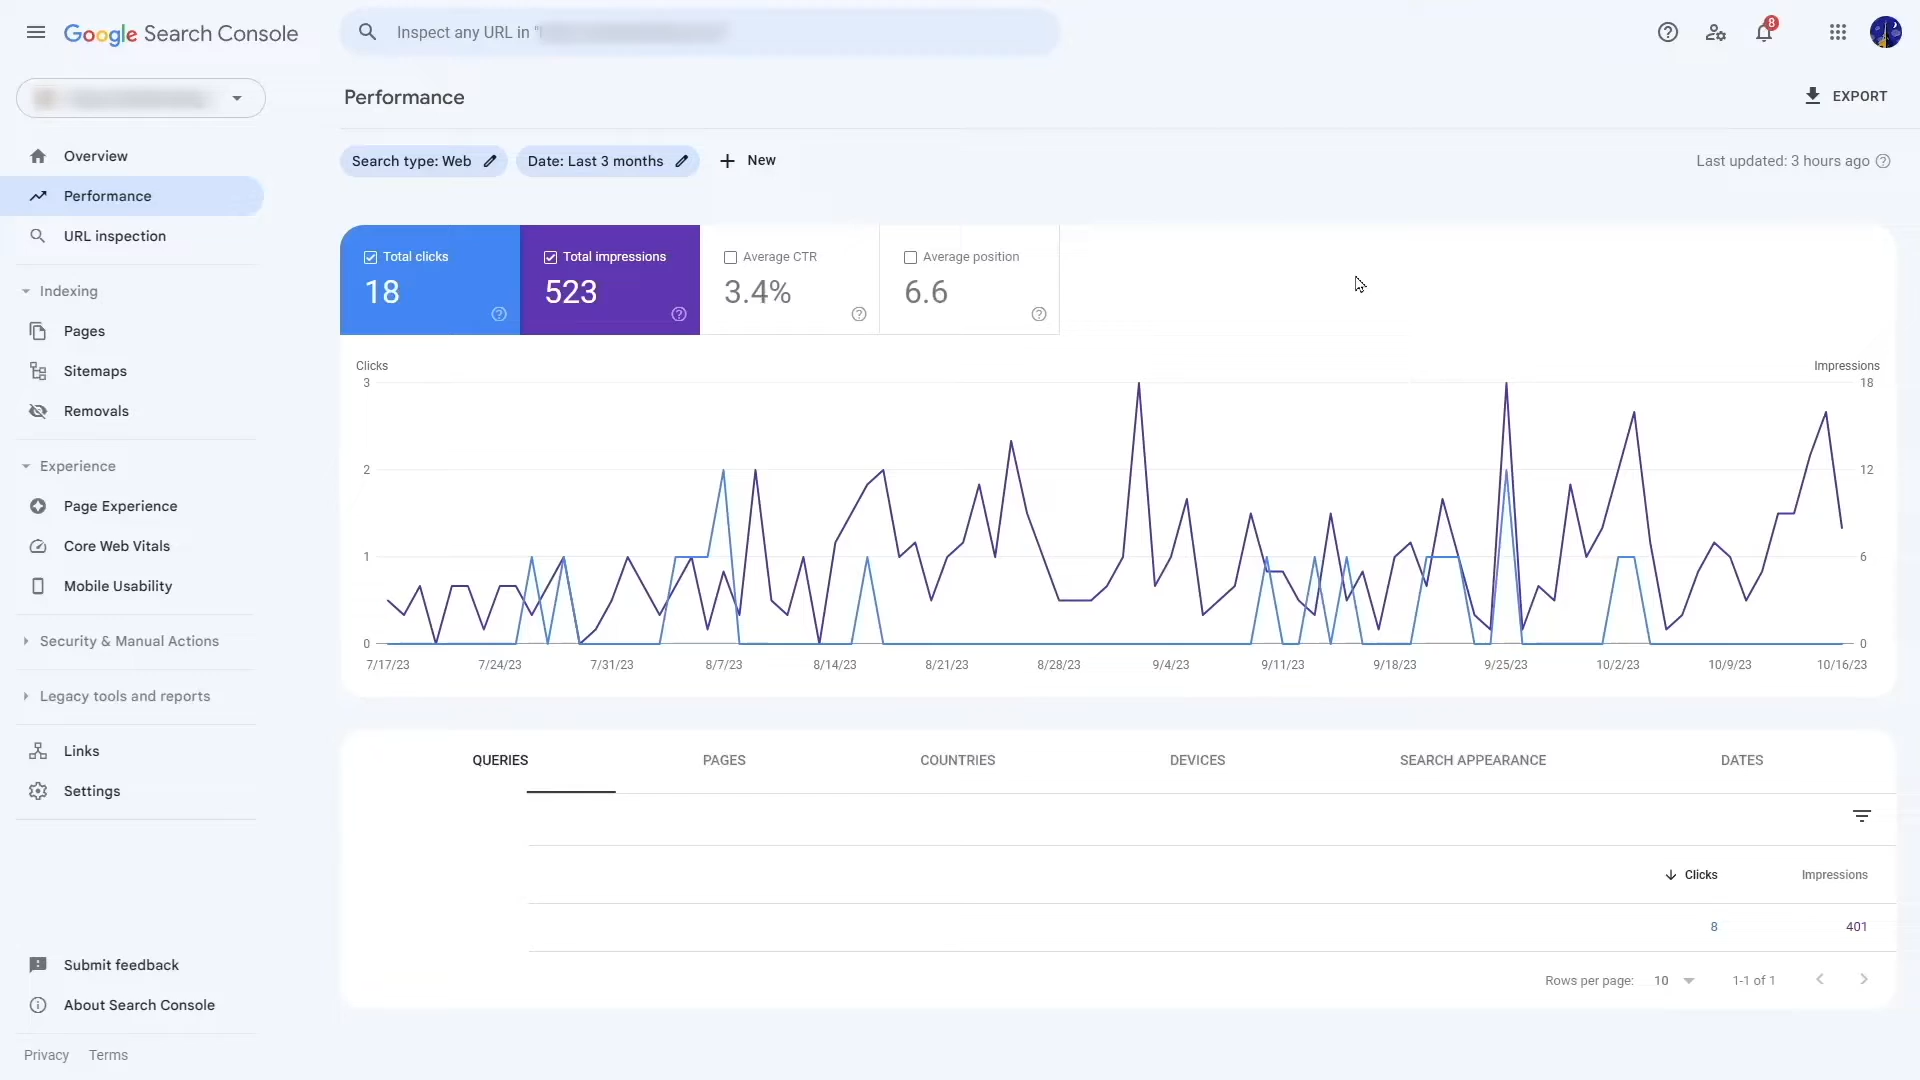 Google Search Console
Inspect any URL in "
8
Performance
EXPORT
Overview
Performance
URL inspection
Indexing
Pages
Sitemaps
Removals
Experience
Page Experience
Core Web Vitals
Mobile Usability
Security & Manual Actions
Legacy tools and reports
Links
Settings
Submit feedback
About Search Console
Privacy Terms
Search type: Web
Date: Last 3 months
New
Last updated: 3 hours ago
Total clicks
18
Total impressions
523
Average CTR
3.4%
Average position
6.6
Clicks
Impressions
3
18
2
12
1
6
0
0
7/17/23 7/24/23 7/31/23 8/7/23 8/14/23 8/21/23 8/28/23 9/4/23 9/11/23 9/18/23 9/25/23 10/2/23 10/9/23 10/16/23
QUERIES PAGES COUNTRIES DEVICES SEARCH APPEARANCE DATES
Clicks Impressions
8 401
Rows per page: 10 1-1 of 1